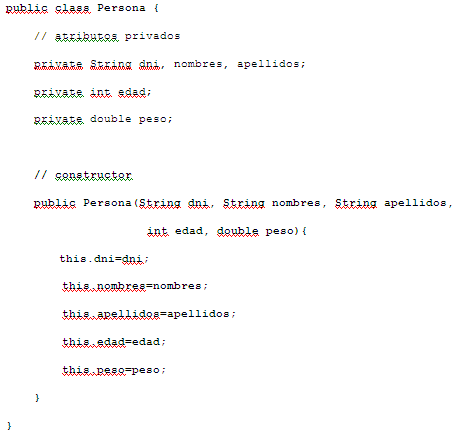 public class Persona {
// atributos privados
private String dni, nombres, apellidos;
private int edad;
private double peso;
// constructor
public Persona(String dni, String nombres, String apellidos,
int edad, double peso){
this.dni=dni;
this.nombres=nombres;
this.apellidos=apellidos;
this.edad=edad;
this.peso=peso;
}
}